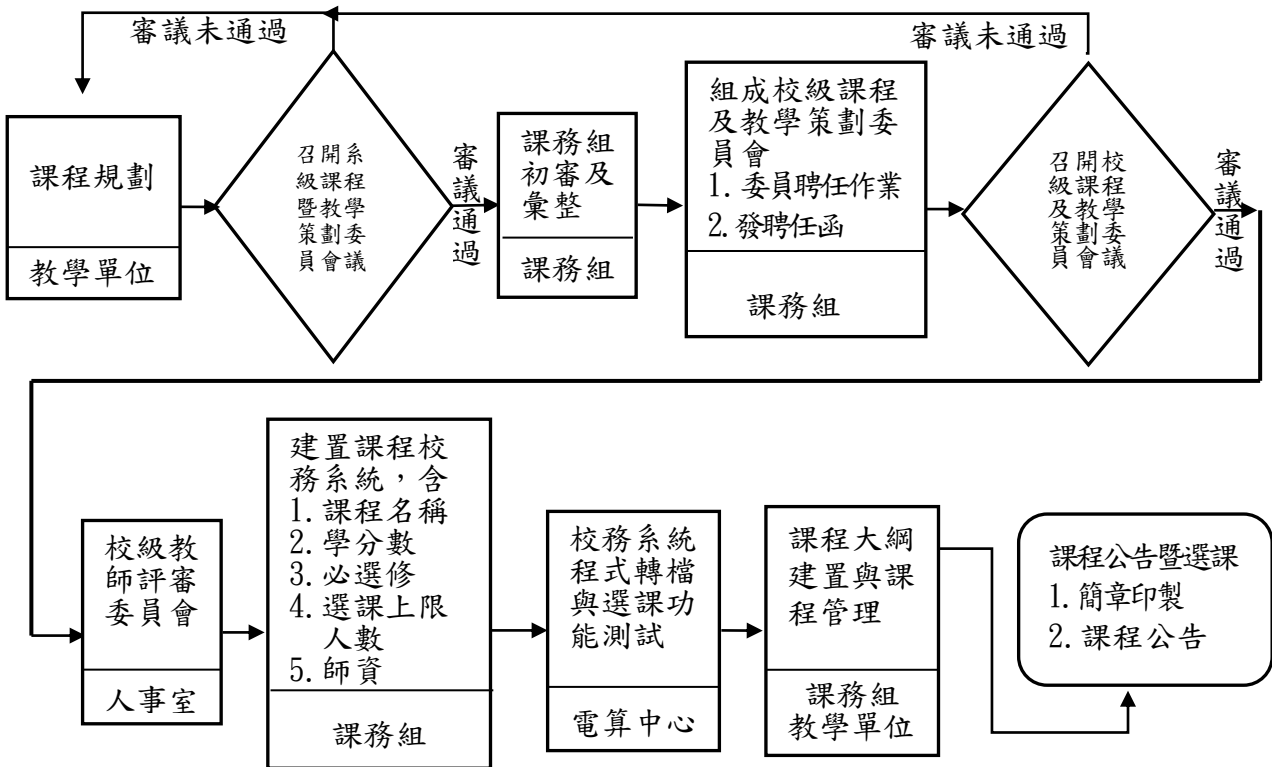 審議未通過
審議未通過
課程規劃
教學單位
召開系
級課程
暨教學
策劃委
員會議
審議通過
課務組
初審及
彙整
課務組
組成校級課程
及教學策劃委
員會
1. 委員聘任作業
2. 發聘任函
課務組
召開校
級課程
及教學
策劃委
員會議
審議通過
校級教
師評審
委員會
人事室
建置課程校
務系統，含
1. 課程名稱
2. 學分數
3. 必選修
4. 選課上限
人數
5. 師資
課務組
校務系統
程式轉檔
與選課功
能測試
電算中心
課程大綱
建置與課
程管理
課務組
教學單位
課程公告暨選課
1. 簡章印製
2. 課程公告